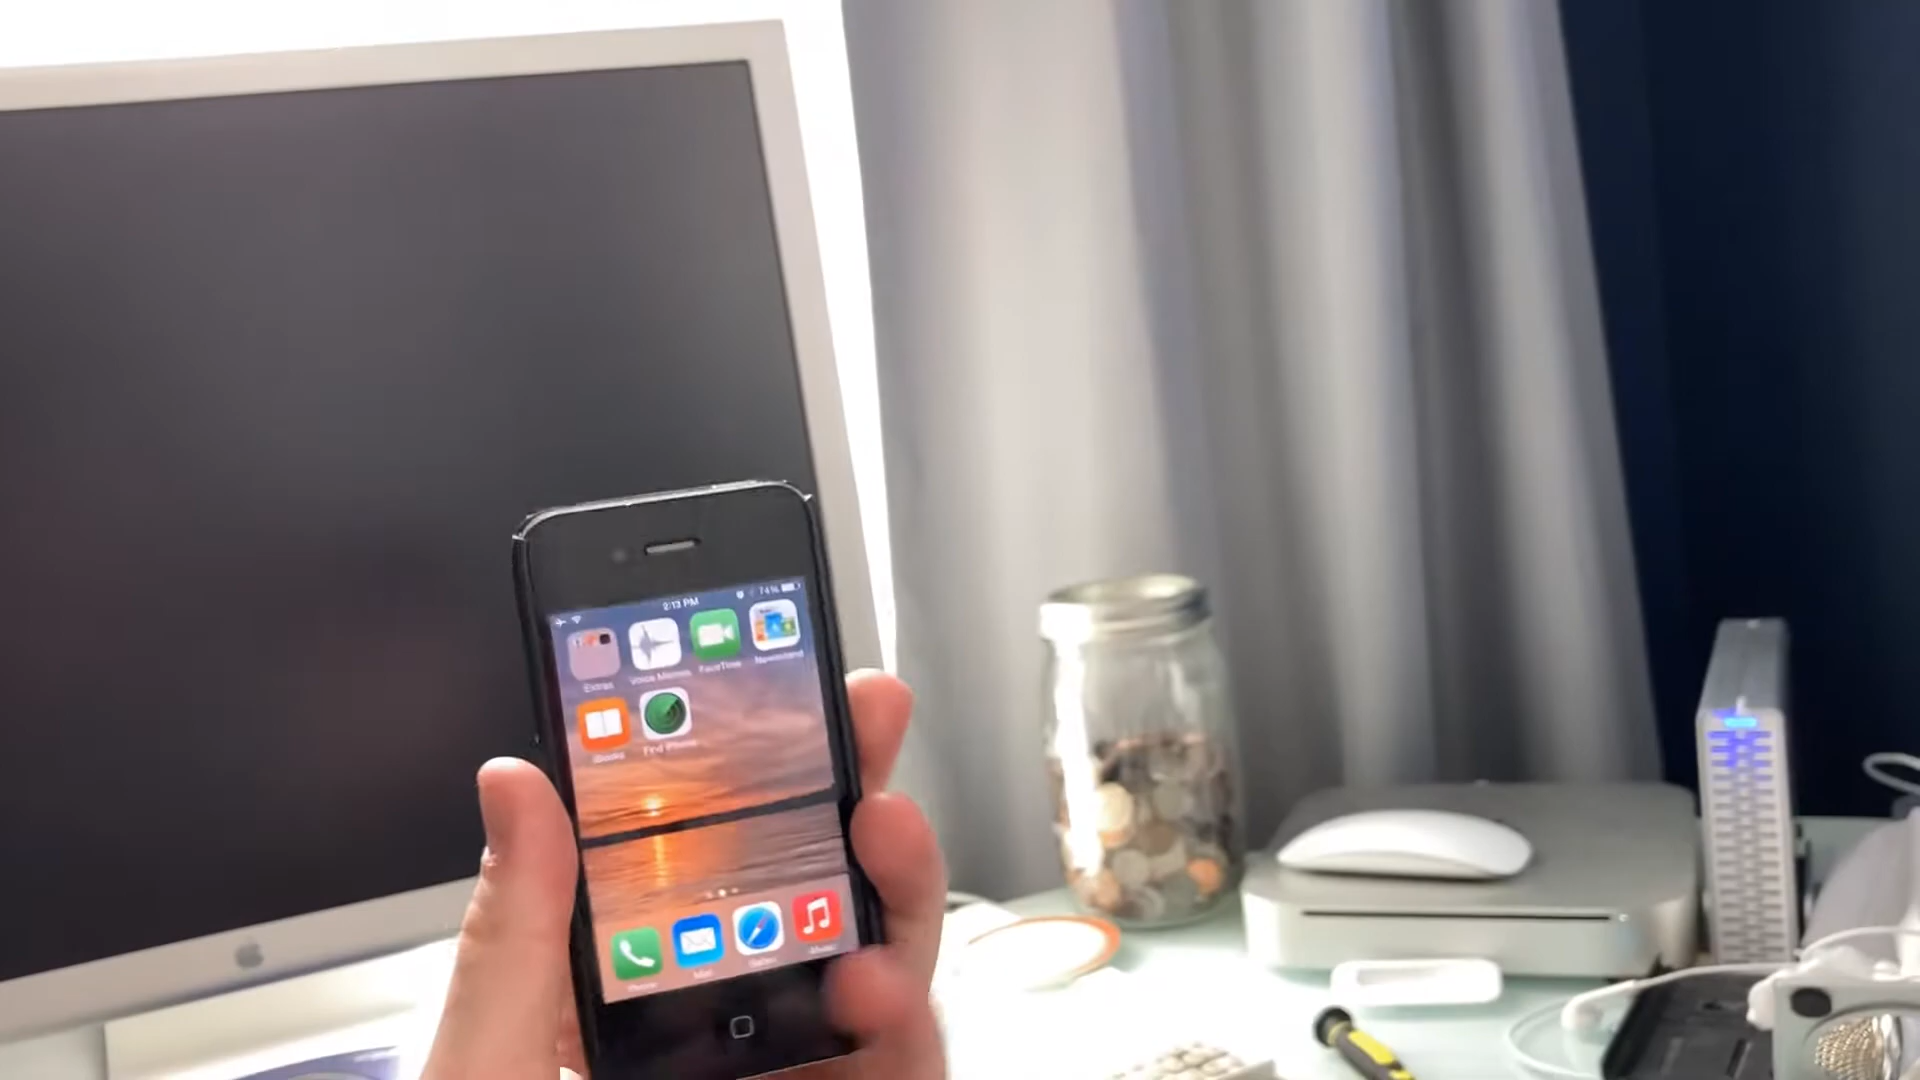 2:13 PM 74%
Extras Voice Memos FaceTime Newsstand
iBooks Find iPhone
Phone Mail Safari Music